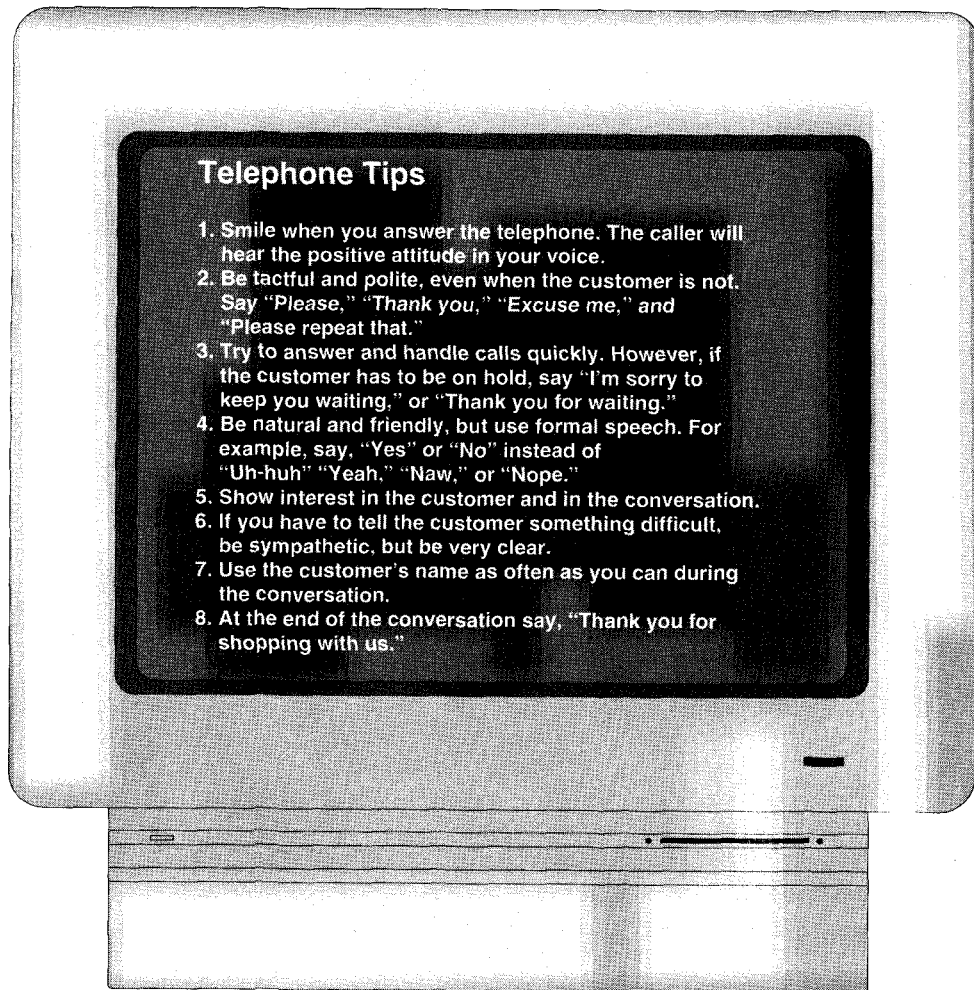 Telephone Tips
1. Smile when you answer the telephone. The caller will
hear the positive attitude in your voice.
2. Be tactful and polite, even when the customer is not.
Say “Please,” “Thank you,” “Excuse me,” and
“Please repeat that.”
3. Try to answer and handle calls quickly. However, if
the customer has to be on hold, say “I’m sorry to
keep you waiting,” or “Thank you for waiting.”
4. Be natural and friendly, but use formal speech. For
example, say, “Yes” or “No” instead of
“Uh-huh” “Yeah,” “Naw,” or “Nope.”
5. Show interest in the customer and in the conversation.
6. If you have to tell the customer something difficult,
be sympathetic, but be very clear.
7. Use the customer’s name as often as you can during
the conversation.
8. At the end of the conversation say, “Thank you for
shopping with us.”